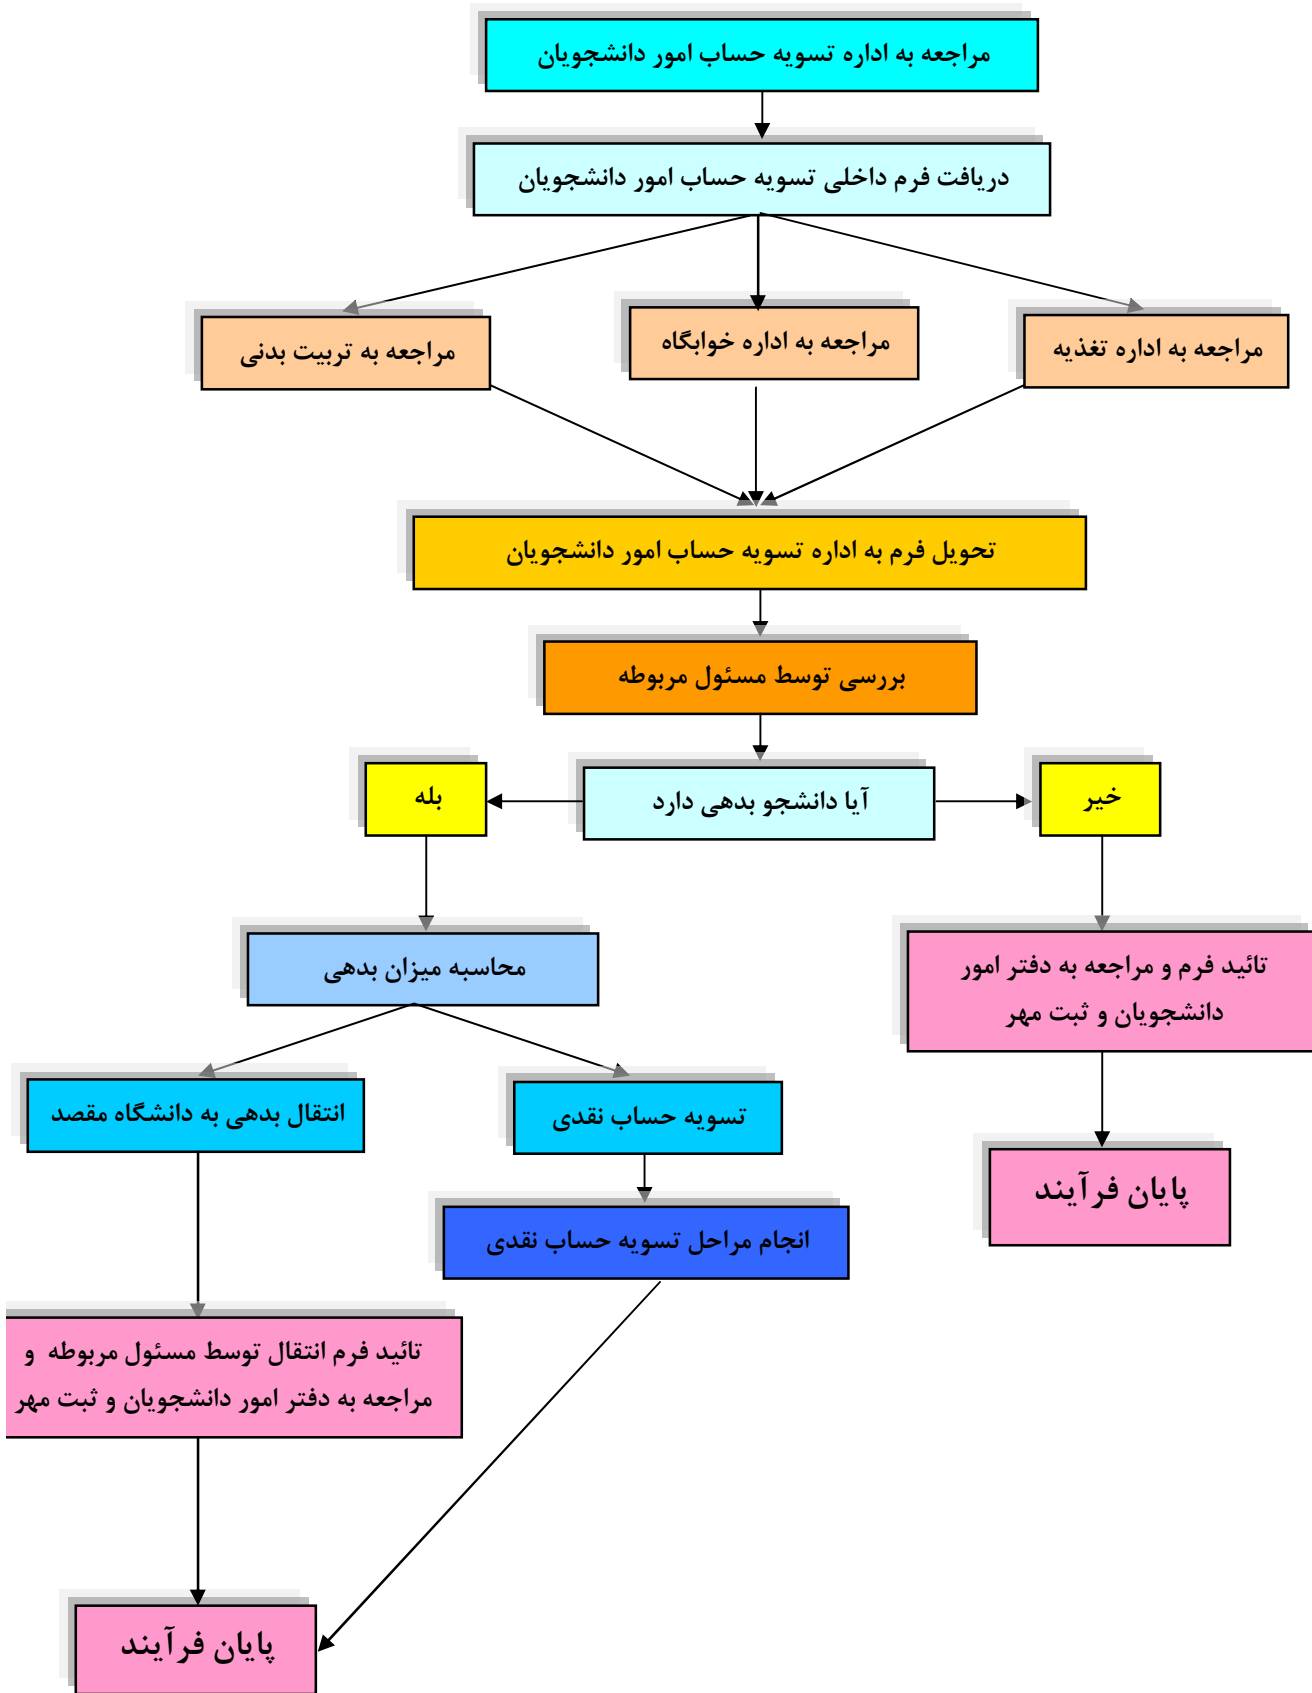 مراجعه به اداره تسویه حساب امور دانشجویان
دریافت فرم داخلی تسویه حساب امور دانشجویان
مراجعه به اداره تغذیه
مراجعه به اداره خوابگاه
مراجعه به تربیت بدنی
تحویل فرم به اداره تسویه حساب امور دانشجویان
بررسی توسط مسئول مربوطه
آیا دانشجو بدهی دارد
خیر
بله
تائید فرم و مراجعه به دفتر امور
دانشجویان و ثبت مهر
پایان فرآیند
محاسبه میزان بدهی
تسویه حساب نقدی
انتقال بدهی به دانشگاه مقصد
انجام مراحل تسویه حساب نقدی
تائید فرم انتقال توسط مسئول مربوطه و
مراجعه به دفتر امور دانشجویان و ثبت مهر
پایان فرآیند